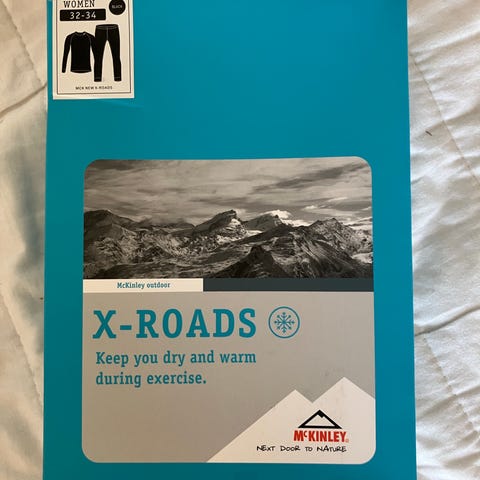 WOMEN
32-34
BLACK
MCK NEW X-ROADS
McKinley outdoor
X-ROADS
Keep you dry and warm
during exercise.
McKINLEY®
NEXT DOOR TO NATURE